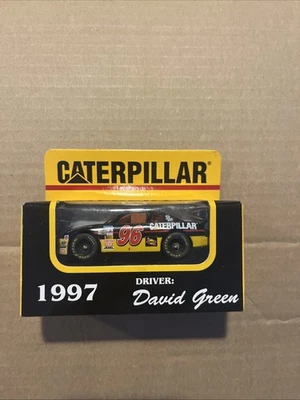 CATERPILLAR®
CATERPILLAR
96
1997
DRIVER:
David Green